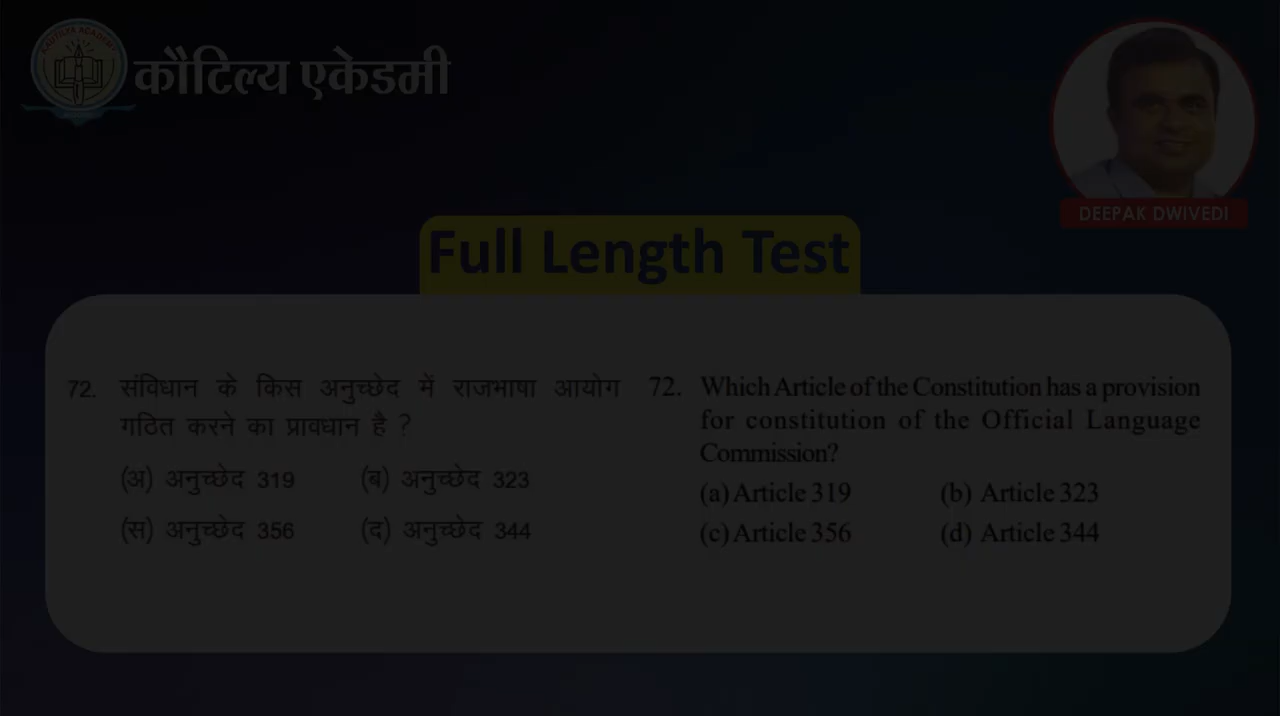 KAUTILYA ACADEMY
कौटिल्य एकेडमी
DEEPAK DWIVEDI
Full Length Test
72. संविधान के किस अनुच्छेद में राजभाषा आयोग
गठित करने का प्रावधान है ?
(अ) अनुच्छेद 319 (ब) अनुच्छेद 323
(स) अनुच्छेद 356 (द) अनुच्छेद 344
72. Which Article of the Constitution has a provision
for constitution of the Official Language
Commission?
(a) Article 319 (b) Article 323
(c) Article 356 (d) Article 344